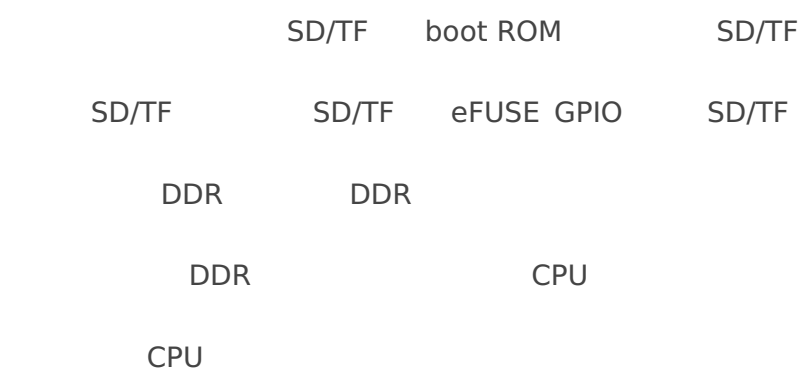 SD/TF boot ROM SD/TF
SD/TF SD/TF eFUSE GPIO SD/TF
DDR DDR
DDR CPU
CPU